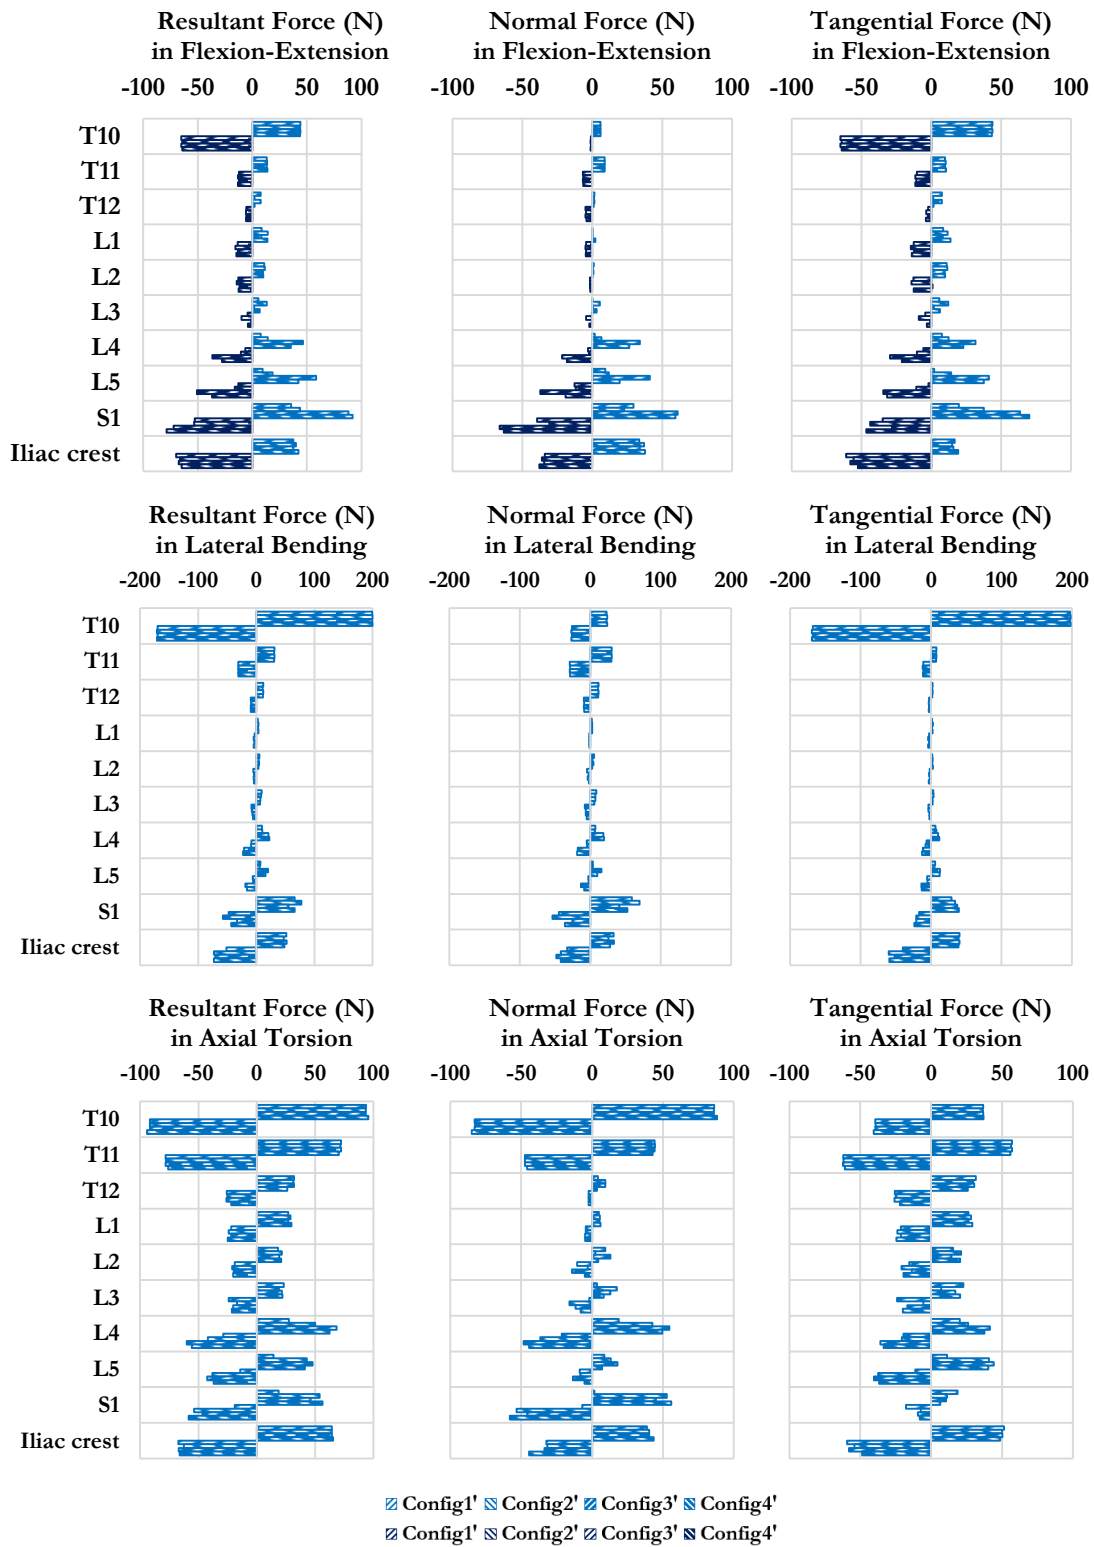 Resultant Force (N) Normal Force (N) Tangential Force (N)
in Flexion-Extension in Flexion-Extension in Flexion-Extension
-100 -50 0 50 100 -100 -50 0 50 100 -100 -50 0 50 100
T10
T11
T12
L1
L2
L3
L4
L5
S1
Iliac crest
Resultant Force (N) Normal Force (N) Tangential Force (N)
in Lateral Bending in Lateral Bending in Lateral Bending
-200 -100 0 100 200 -200 -100 0 100 200 -200 -100 0 100 200
T10
T11
T12
L1
L2
L3
L4
L5
S1
Iliac crest
Resultant Force (N) Normal Force (N) Tangential Force (N)
in Axial Torsion in Axial Torsion in Axial Torsion
-100 -50 0 50 100 -100 -50 0 50 100 -100 -50 0 50 100
T10
T11
T12
L1
L2
L3
L4
L5
S1
Iliac crest
Config1' Config2' Config3' Config4'
Config1' Config2' Config3' Config4'